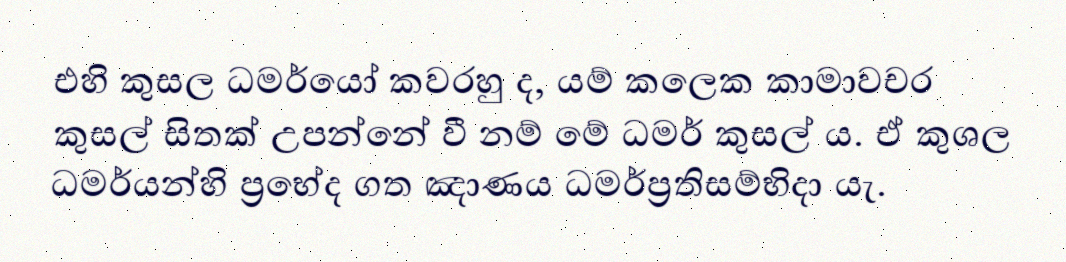 එහි කුසල ධමර්යෝ කවරහු ද, යම් කලෙක කාමාවචර
කුසල් සිතක් උපන්නේ වී නම් මේ ධමර් කුසල් ය. ඒ කුශල
ධමර්යන්හි ප්‍රභේද ගත ඤාණය ධමර්ප්‍රතිසම්භිදා යැ.